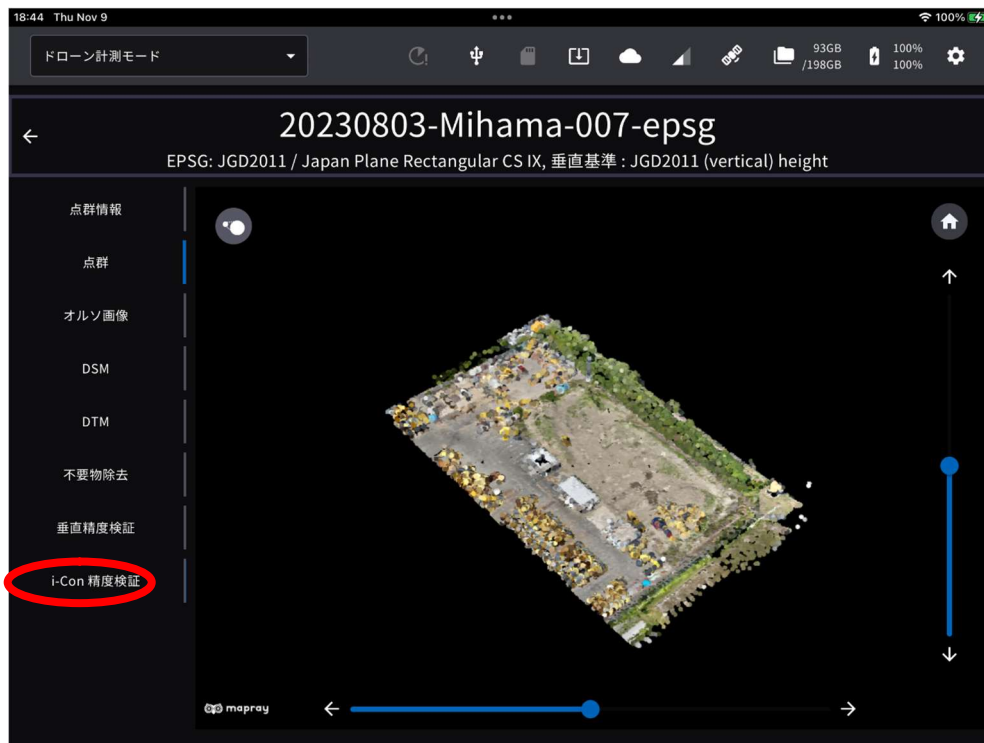 18:44 Thu Nov 9
100%
ドローン計測モード
93GB
/198GB
100%
100%
20230803-Mihama-007-epsg
EPSG: JGD2011 / Japan Plane Rectangular CS IX, 垂直基準 : JGD2011 (vertical) height
点群情報
点群
オルソ画像
DSM
DTM
不要物除去
垂直精度検証
i-Con 精度検証
mapray